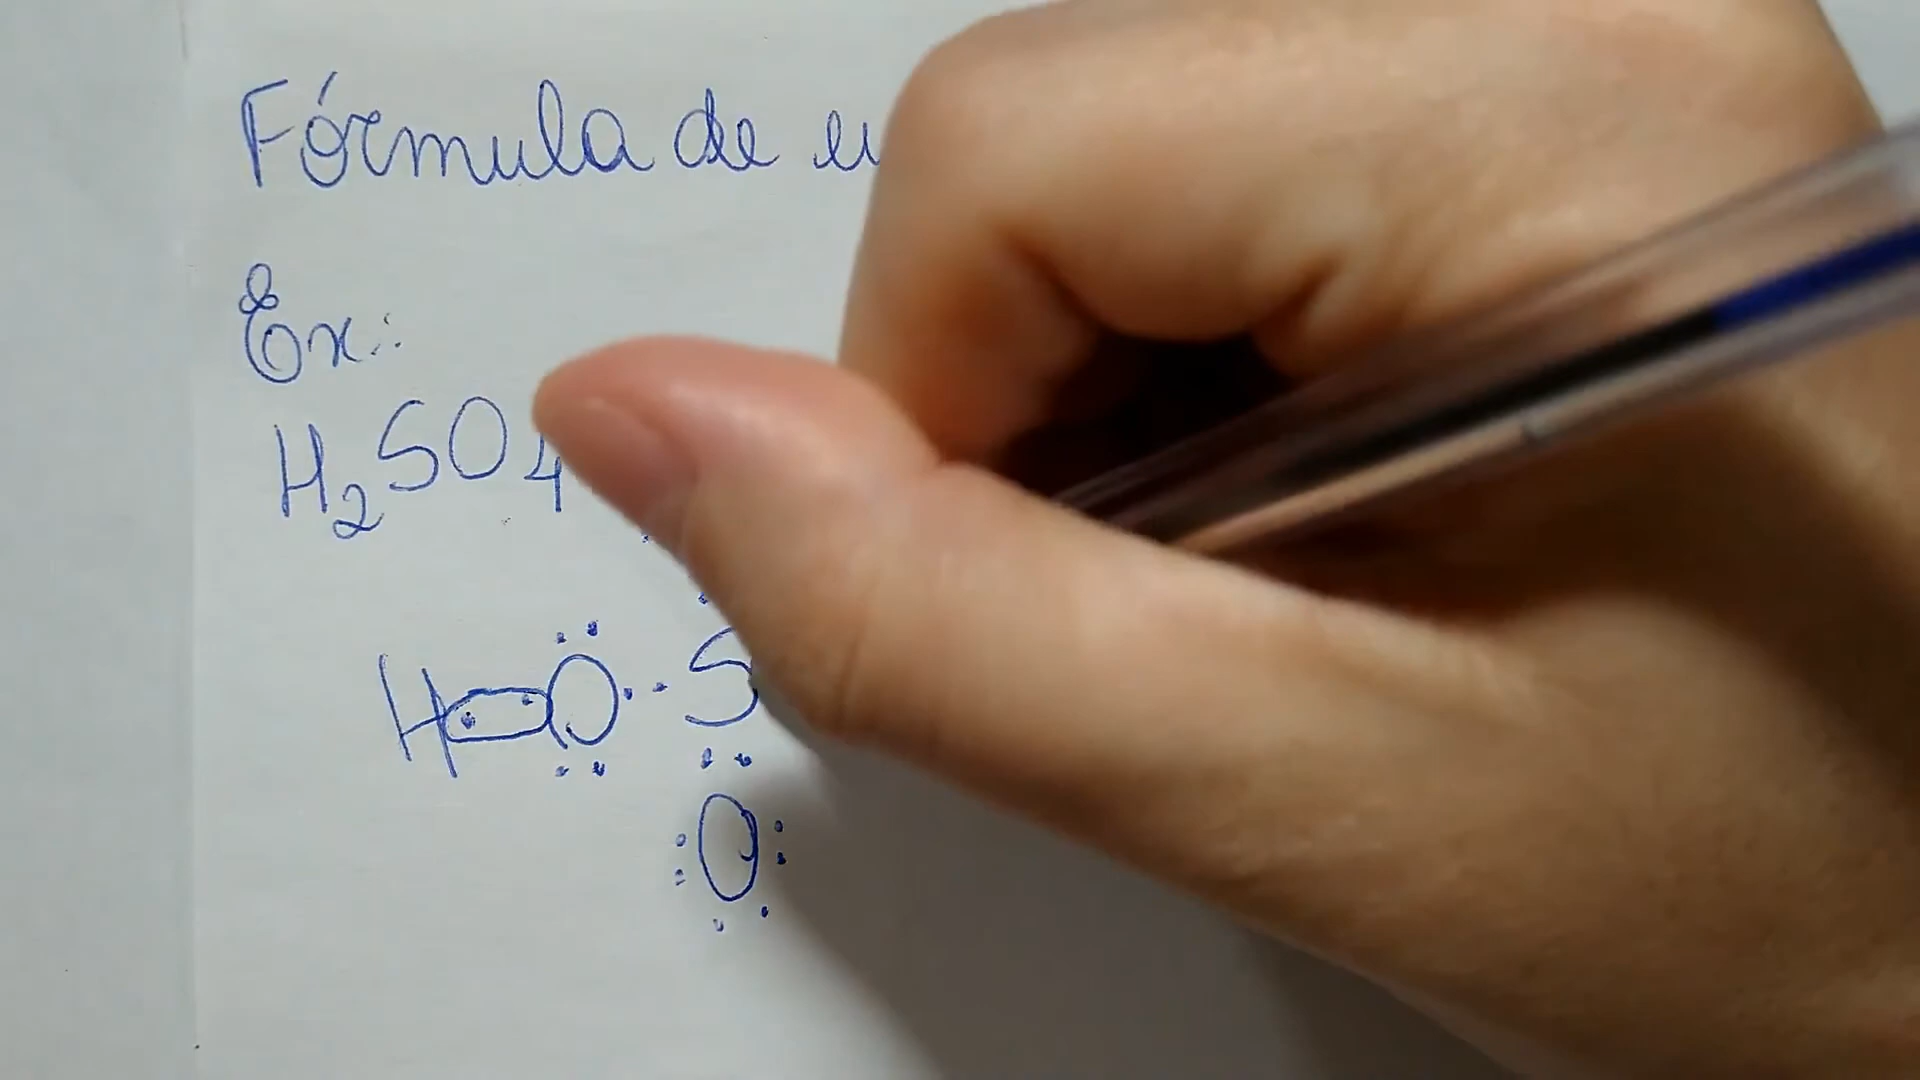 Fórmula de
Ex:
H₂SO₄
H O S
O